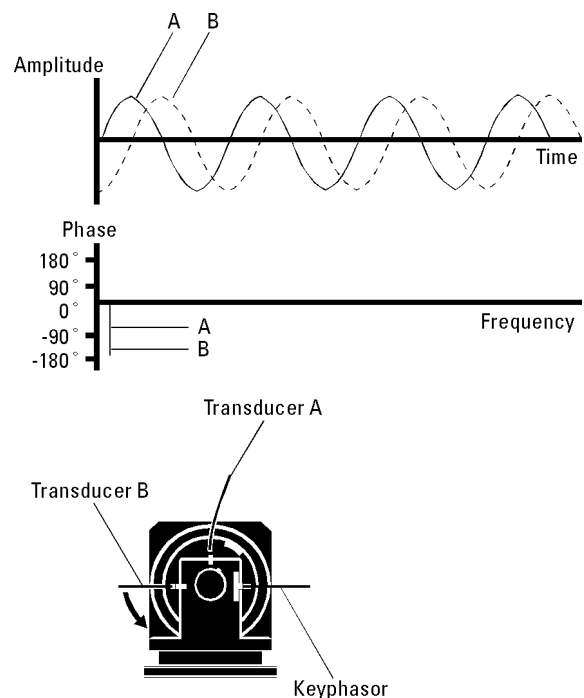 A B
Amplitude
Time
Phase
180°
90°
0°
Frequency
A
-90°
B
-180°
Transducer A
Transducer B
Keyphasor